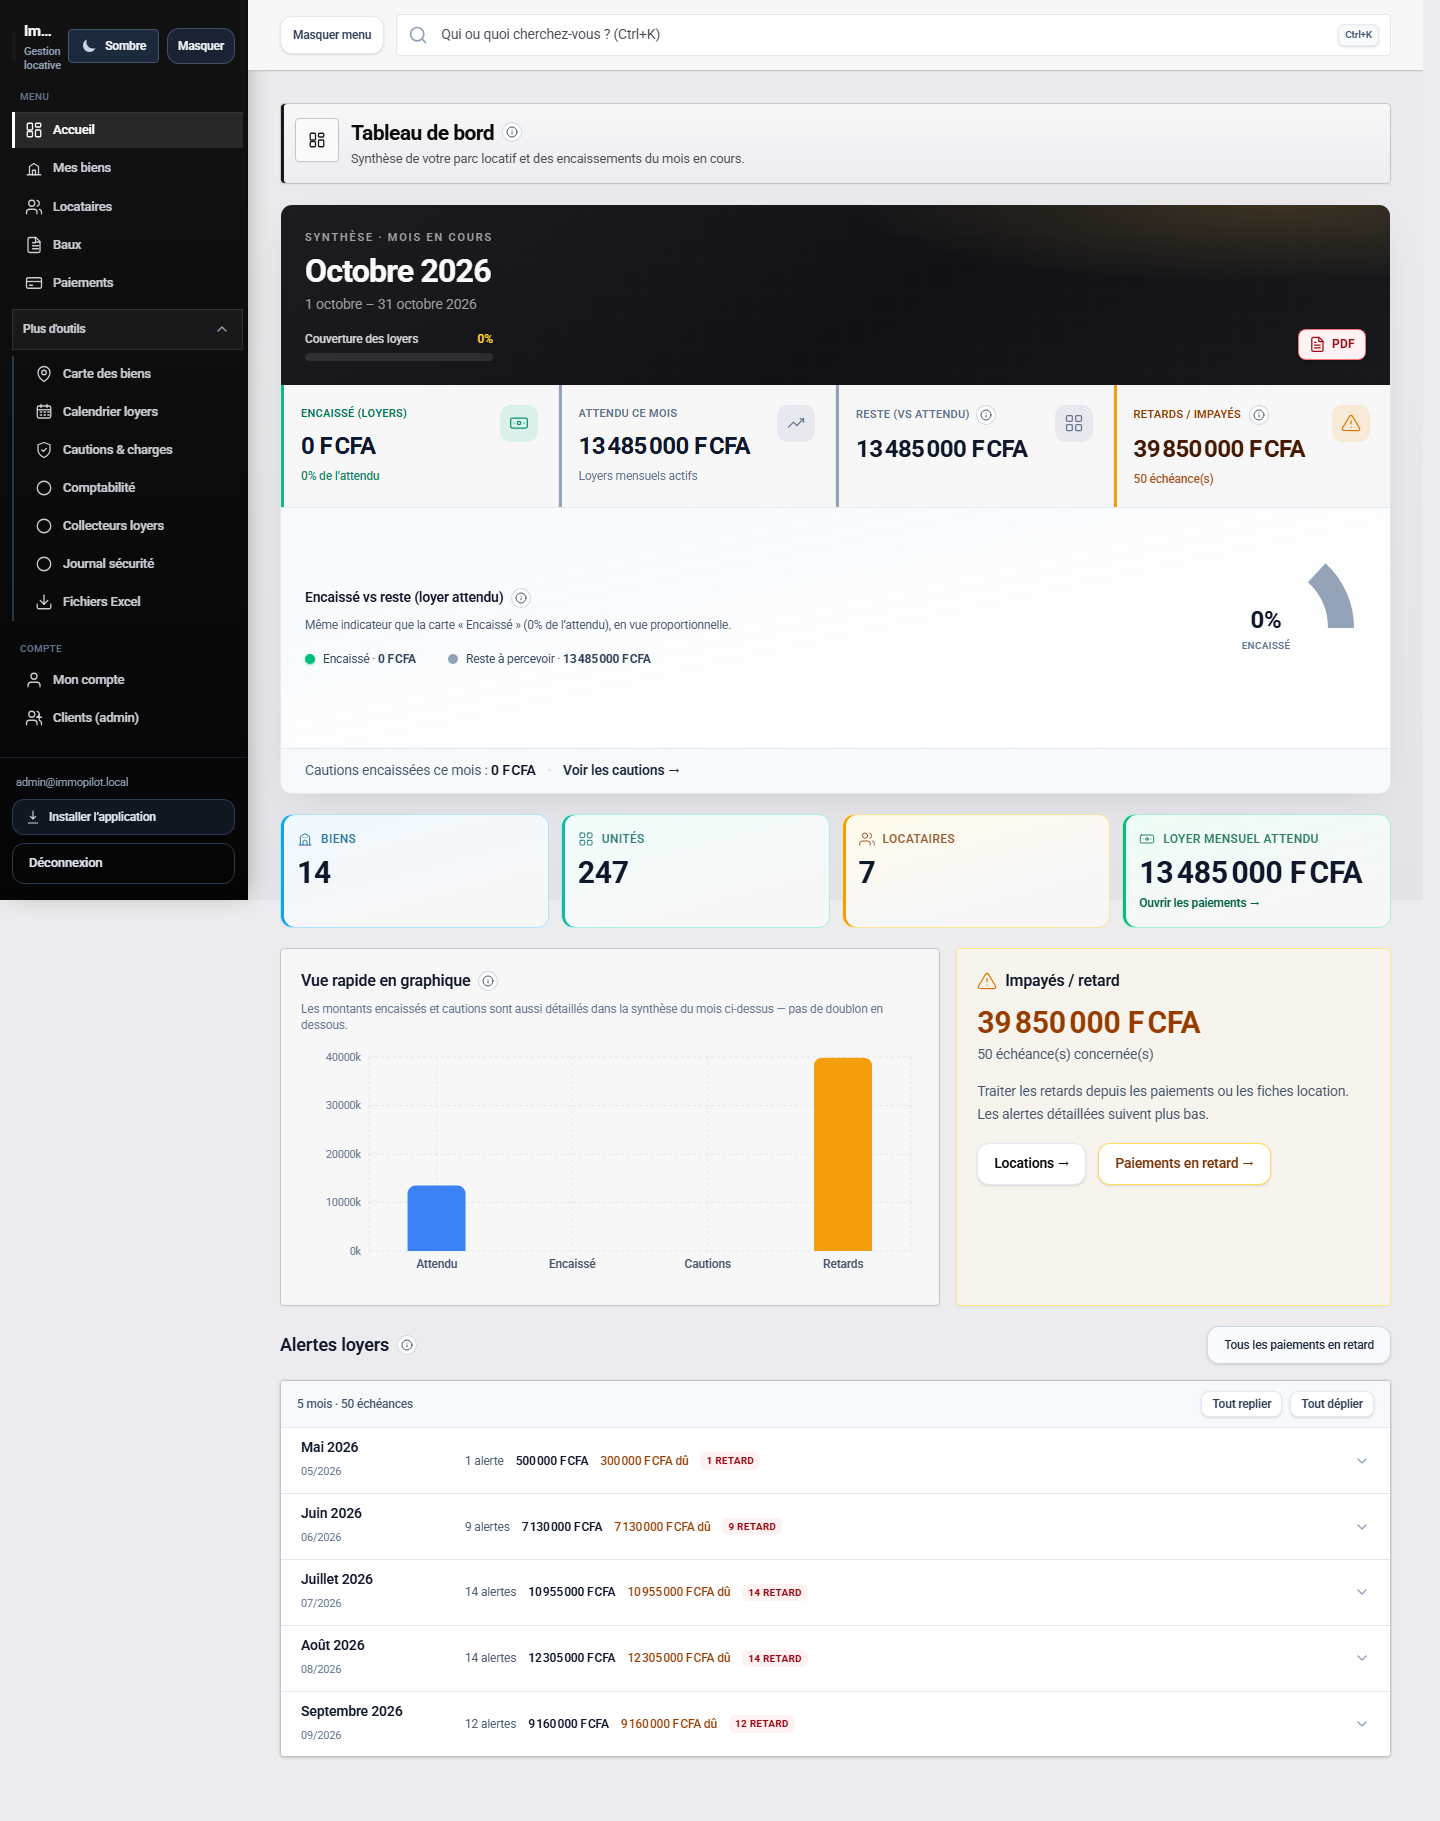 Im...
Gestion
locative
Sombre
Masquer
MENU
Accueil
Mes biens
Locataires
Baux
Paiements
Plus d'outils
Carte des biens
Calendrier loyers
Cautions & charges
Comptabilité
Collecteurs loyers
Journal sécurité
Fichiers Excel
COMPTE
Mon compte
Clients (admin)
admin@immopilot.local
Installer l'application
Déconnexion
Masquer menu
Qui ou quoi cherchez-vous ? (Ctrl+K)
Ctrl+K
Tableau de bord
Synthèse de votre parc locatif et des encaissements du mois en cours.
SYNTHÈSE · MOIS EN COURS
Octobre 2026
1 octobre – 31 octobre 2026
Couverture des loyers 0%
PDF
ENCAISSÉ (LOYERS)
0 FCFA
0% de l'attendu
ATTENDU CE MOIS
13 485 000 FCFA
Loyers mensuels actifs
RESTE (VS ATTENDU)
13 485 000 FCFA
RETARDS / IMPAYÉS
39 850 000 FCFA
50 échéance(s)
Encaissé vs reste (loyer attendu)
Même indicateur que la carte « Encaissé » (0% de l'attendu), en vue proportionnelle.
Encaissé · 0 FCFA
Reste à percevoir · 13 485 000 FCFA
0%
ENCAISSÉ
Cautions encaissées ce mois : 0 FCFA · Voir les cautions →
BIENS
14
UNITÉS
247
LOCATAIRES
7
LOYER MENSUEL ATTENDU
13 485 000 FCFA
Ouvrir les paiements →
Vue rapide en graphique
Les montants encaissés et cautions sont aussi détaillés dans la synthèse du mois ci-dessus — pas de doublon en
dessous.
40000k
30000k
20000k
10000k
0k
Attendu
Encaissé
Cautions
Retards
Impayés / retard
39 850 000 FCFA
50 échéance(s) concernée(s)
Traiter les retards depuis les paiements ou les fiches location.
Les alertes détaillées suivent plus bas.
Locations →
Paiements en retard →
Alertes loyers
Tous les paiements en retard
5 mois · 50 échéances
Tout replier
Tout déplier
Mai 2026
05/2026
1 alerte 500 000 FCFA 300 000 FCFA dû 1 RETARD
Juin 2026
06/2026
9 alertes 7 130 000 FCFA 7 130 000 FCFA dû 9 RETARD
Juillet 2026
07/2026
14 alertes 10 955 000 FCFA 10 955 000 FCFA dû 14 RETARD
Août 2026
08/2026
14 alertes 12 305 000 FCFA 12 305 000 FCFA dû 14 RETARD
Septembre 2026
09/2026
12 alertes 9 160 000 FCFA 9 160 000 FCFA dû 12 RETARD